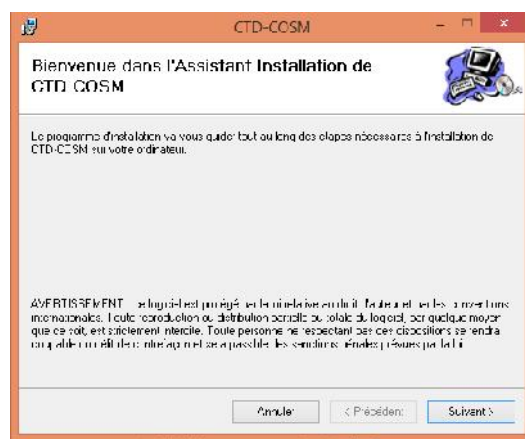 CTD-COSM
Bienvenue dans l'Assistant Installation de
CTD COSM
Le programme d'installation va vous guider tout au long des étapes nécessaires à l'installation de
CTD-COSM sur votre ordinateur.
AVERTISSEMENT : ce logiciel est protégé par la loi relative au droit d'auteur et par les conventions
internationales. Toute reproduction ou distribution partielle ou totale du logiciel, par quelque moyen
que ce soit, est strictement interdite. Toute personne ne respectant pas ces dispositions se rendra
coupable du délit de contrefaçon et sera passible des sanctions pénales prévues par la loi.
Annuler
< Précédent
Suivant >